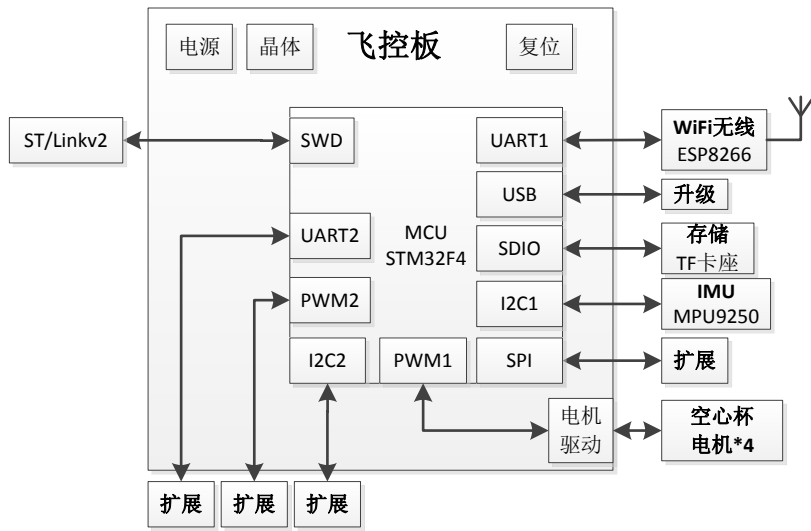 电源
晶体
飞控板
复位
ST/Linkv2
SWD
UART1
WiFi无线
ESP8266
USB
升级
UART2
MCU
STM32F4
SDIO
存储
TF卡座
PWM2
I2C1
IMU
MPU9250
I2C2
PWM1
SPI
扩展
电机
驱动
空心杯
电机*4
扩展
扩展
扩展